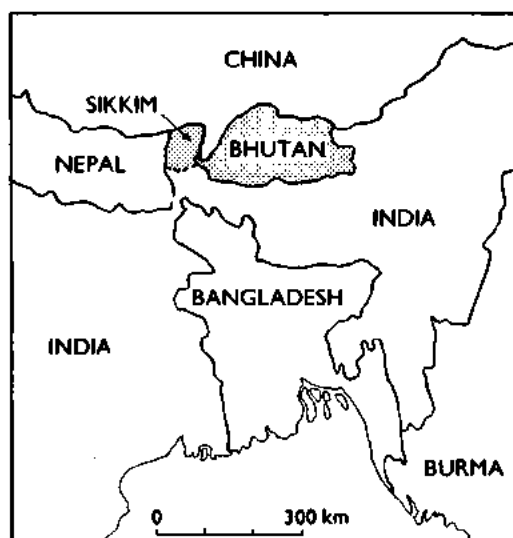 CHINA
SIKKIM
BHUTAN
NEPAL
INDIA
BANGLADESH
INDIA
BURMA
0 300 km